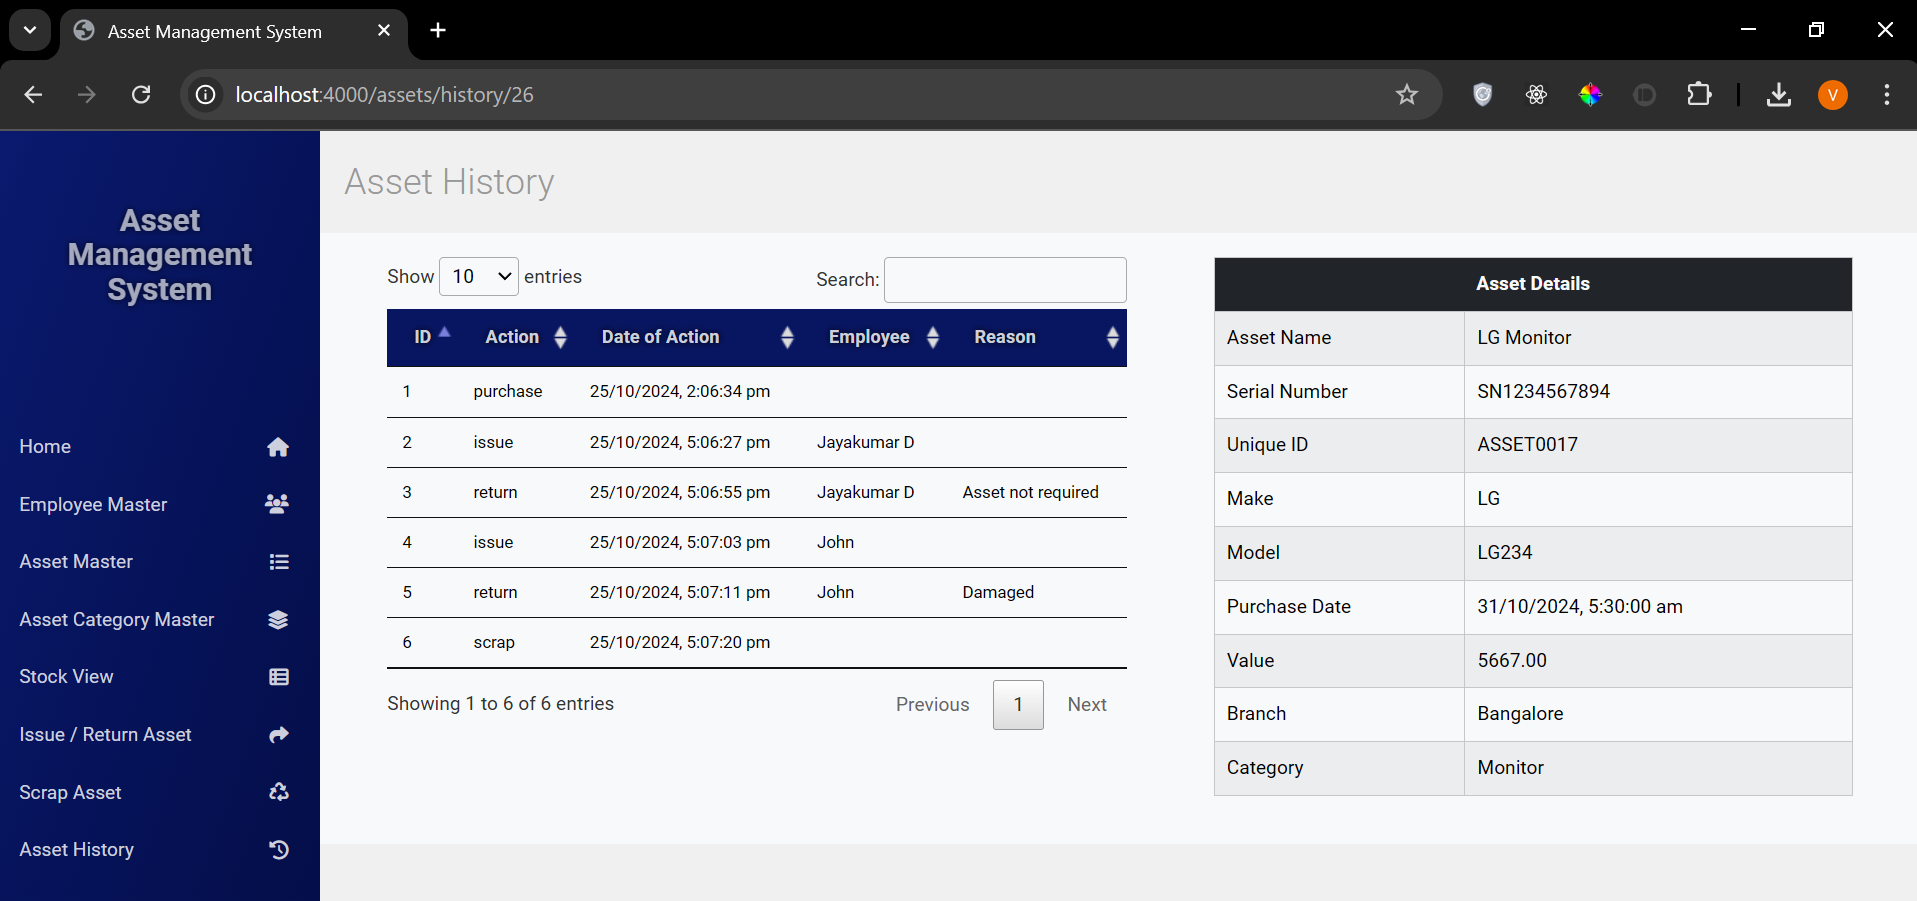 Asset Management System
localhost:4000/assets/history/26
V
Asset
Management
System
Home
Employee Master
Asset Master
Asset Category Master
Stock View
Issue / Return Asset
Scrap Asset
Asset History
Asset History
Show 10 entries
Search:
ID Action Date of Action Employee Reason
1 purchase 25/10/2024, 2:06:34 pm
2 issue 25/10/2024, 5:06:27 pm Jayakumar D
3 return 25/10/2024, 5:06:55 pm Jayakumar D Asset not required
4 issue 25/10/2024, 5:07:03 pm John
5 return 25/10/2024, 5:07:11 pm John Damaged
6 scrap 25/10/2024, 5:07:20 pm
Showing 1 to 6 of 6 entries
Previous 1 Next
Asset Details
Asset Name LG Monitor
Serial Number SN1234567894
Unique ID ASSET0017
Make LG
Model LG234
Purchase Date 31/10/2024, 5:30:00 am
Value 5667.00
Branch Bangalore
Category Monitor